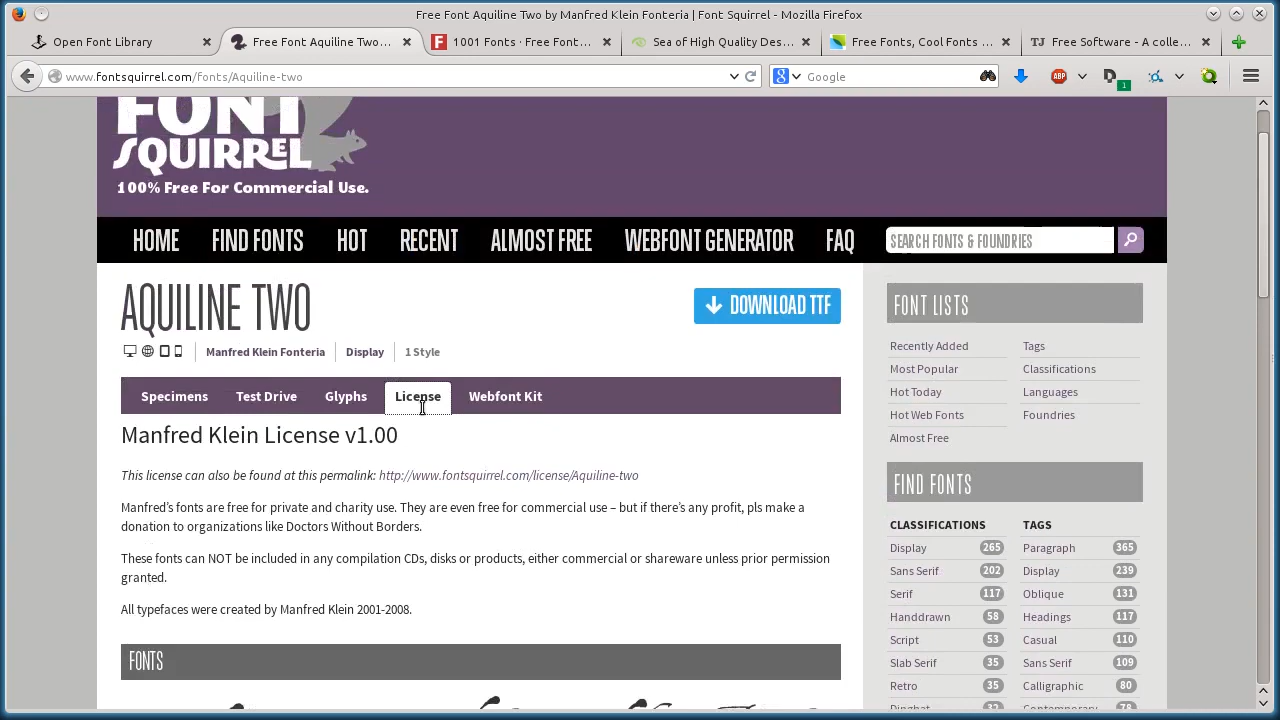 Free Font Aquiline Two by Manfred Klein Fonteria | Font Squirrel - Mozilla Firefox
Open Font Library
Free Font Aquiline Two...
1001 Fonts · Free Font...
Sea of High Quality Des...
Free Fonts, Cool Fonts ...
TJ Free Software - A colle...
www.fontsquirrel.com/fonts/Aquiline-two
Google
ABP
1
FONT
SQUIRREL
100% Free For Commercial Use.
HOME FIND FONTS HOT RECENT ALMOST FREE WEBFONT GENERATOR FAQ
SEARCH FONTS & FOUNDRIES
AQUILINE TWO
DOWNLOAD TTF
Manfred Klein Fonteria Display 1 Style
Specimens Test Drive Glyphs License Webfont Kit
Manfred Klein License v1.00
This license can also be found at this permalink: http://www.fontsquirrel.com/license/Aquiline-two
Manfred's fonts are free for private and charity use. They are even free for commercial use – but if there's any profit, pls make a
donation to organizations like Doctors Without Borders.
These fonts can NOT be included in any compilation CDs, disks or products, either commercial or shareware unless prior permission
granted.
All typefaces were created by Manfred Klein 2001-2008.
FONTS
FONT LISTS
Recently Added Tags
Most Popular Classifications
Hot Today Languages
Hot Web Fonts Foundries
Almost Free
FIND FONTS
CLASSIFICATIONS TAGS
Display 265 Paragraph 365
Sans Serif 202 Display 239
Serif 117 Oblique 131
Handdrawn 58 Headings 117
Script 53 Casual 110
Slab Serif 35 Sans Serif 109
Retro 35 Calligraphic 80
Dingbat 32 Contemporary 78